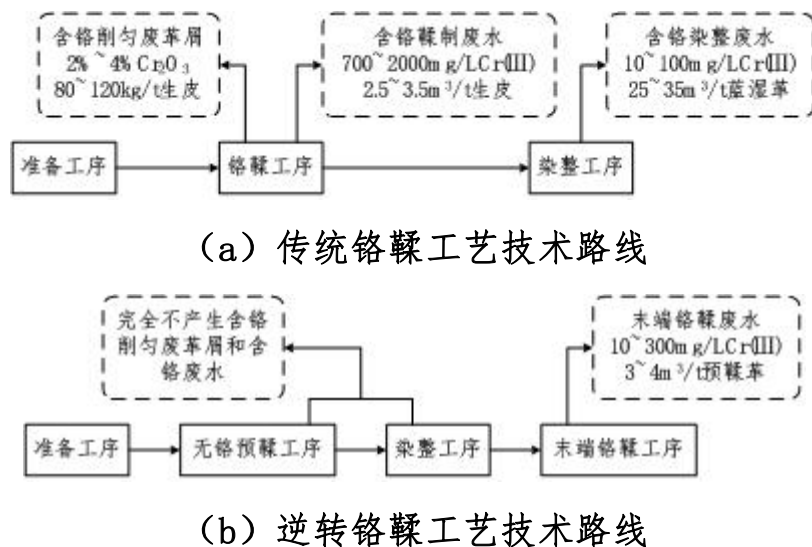 含铬削匀废革屑
2%~4%Cr₂O₃
80~120kg/t生皮
含铬鞣制废水
700~2000mg/LCr(III)
2.5~3.5m³/t生皮
含铬染整废水
10~100mg/LCr(III)
25~35m³/t蓝湿革
准备工序
铬鞣工序
染整工序
（a）传统铬鞣工艺技术路线
完全不产生含铬
削匀废革屑和含
铬废水
末端铬鞣废水
10~300mg/LCr(III)
3~4m³/t预鞣革
准备工序
无铬预鞣工序
染整工序
末端铬鞣工序
（b）逆转铬鞣工艺技术路线